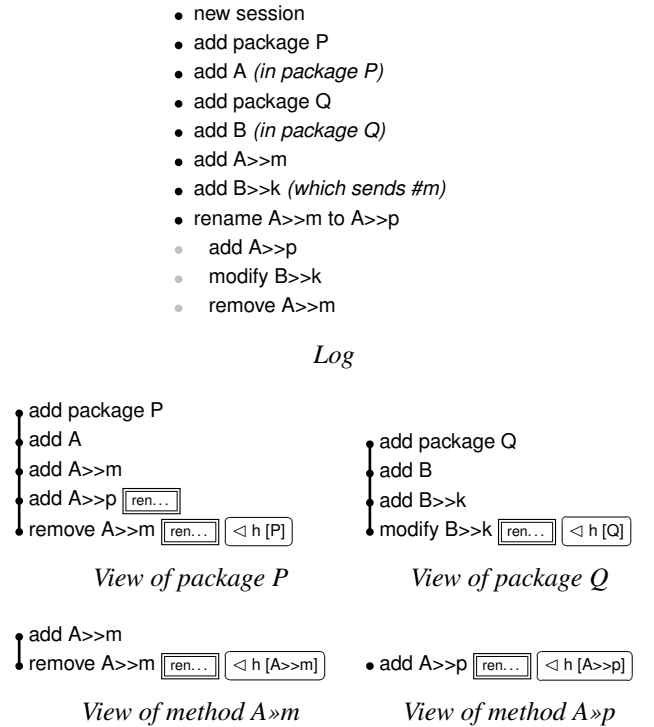 • new session
• add package P
• add A (in package P)
• add package Q
• add B (in package Q)
• add A>>m
• add B>>k (which sends #m)
• rename A>>m to A>>p
• add A>>p
• modify B>>k
• remove A>>m
Log
add package P
add A
add A>>m
add A>>p ren...
remove A>>m ren... ◁ h [P]
View of package P
add package Q
add B
add B>>k
modify B>>k ren... ◁ h [Q]
View of package Q
add A>>m
remove A>>m ren... ◁ h [A>>m]
View of method A»m
• add A>>p ren... ◁ h [A>>p]
View of method A»p